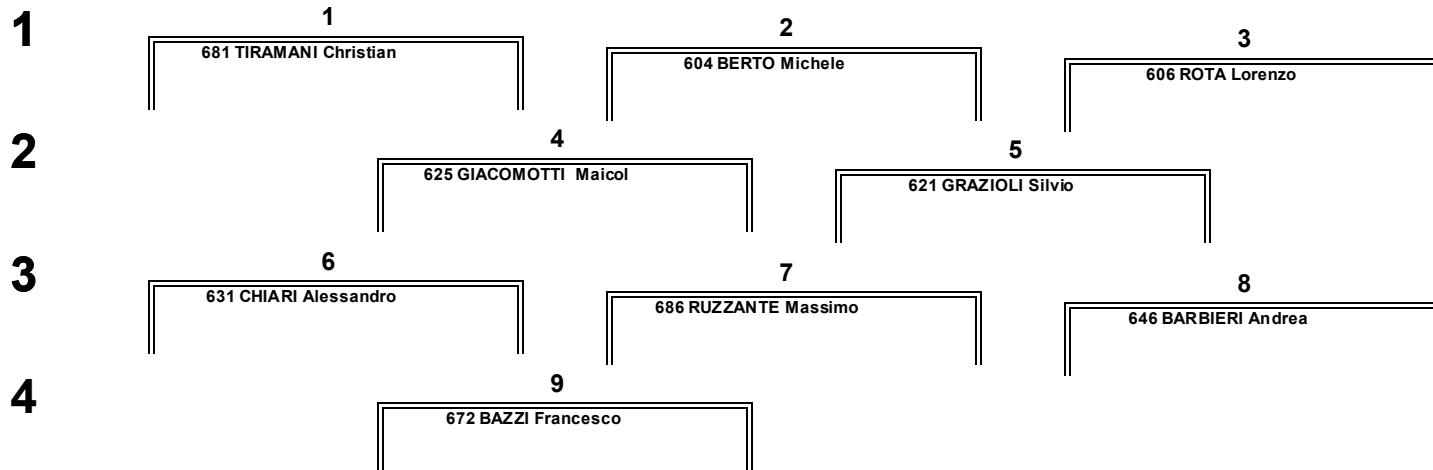 1
1
681 TIRAMANI Christian
2
604 BERTO Michele
3
606 ROTA Lorenzo
2
4
625 GIACOMOTTI Maicol
5
621 GRAZIOLI Silvio
3
6
631 CHIARI Alessandro
7
686 RUZZANTE Massimo
8
646 BARBIERI Andrea
4
9
672 BAZZI Francesco